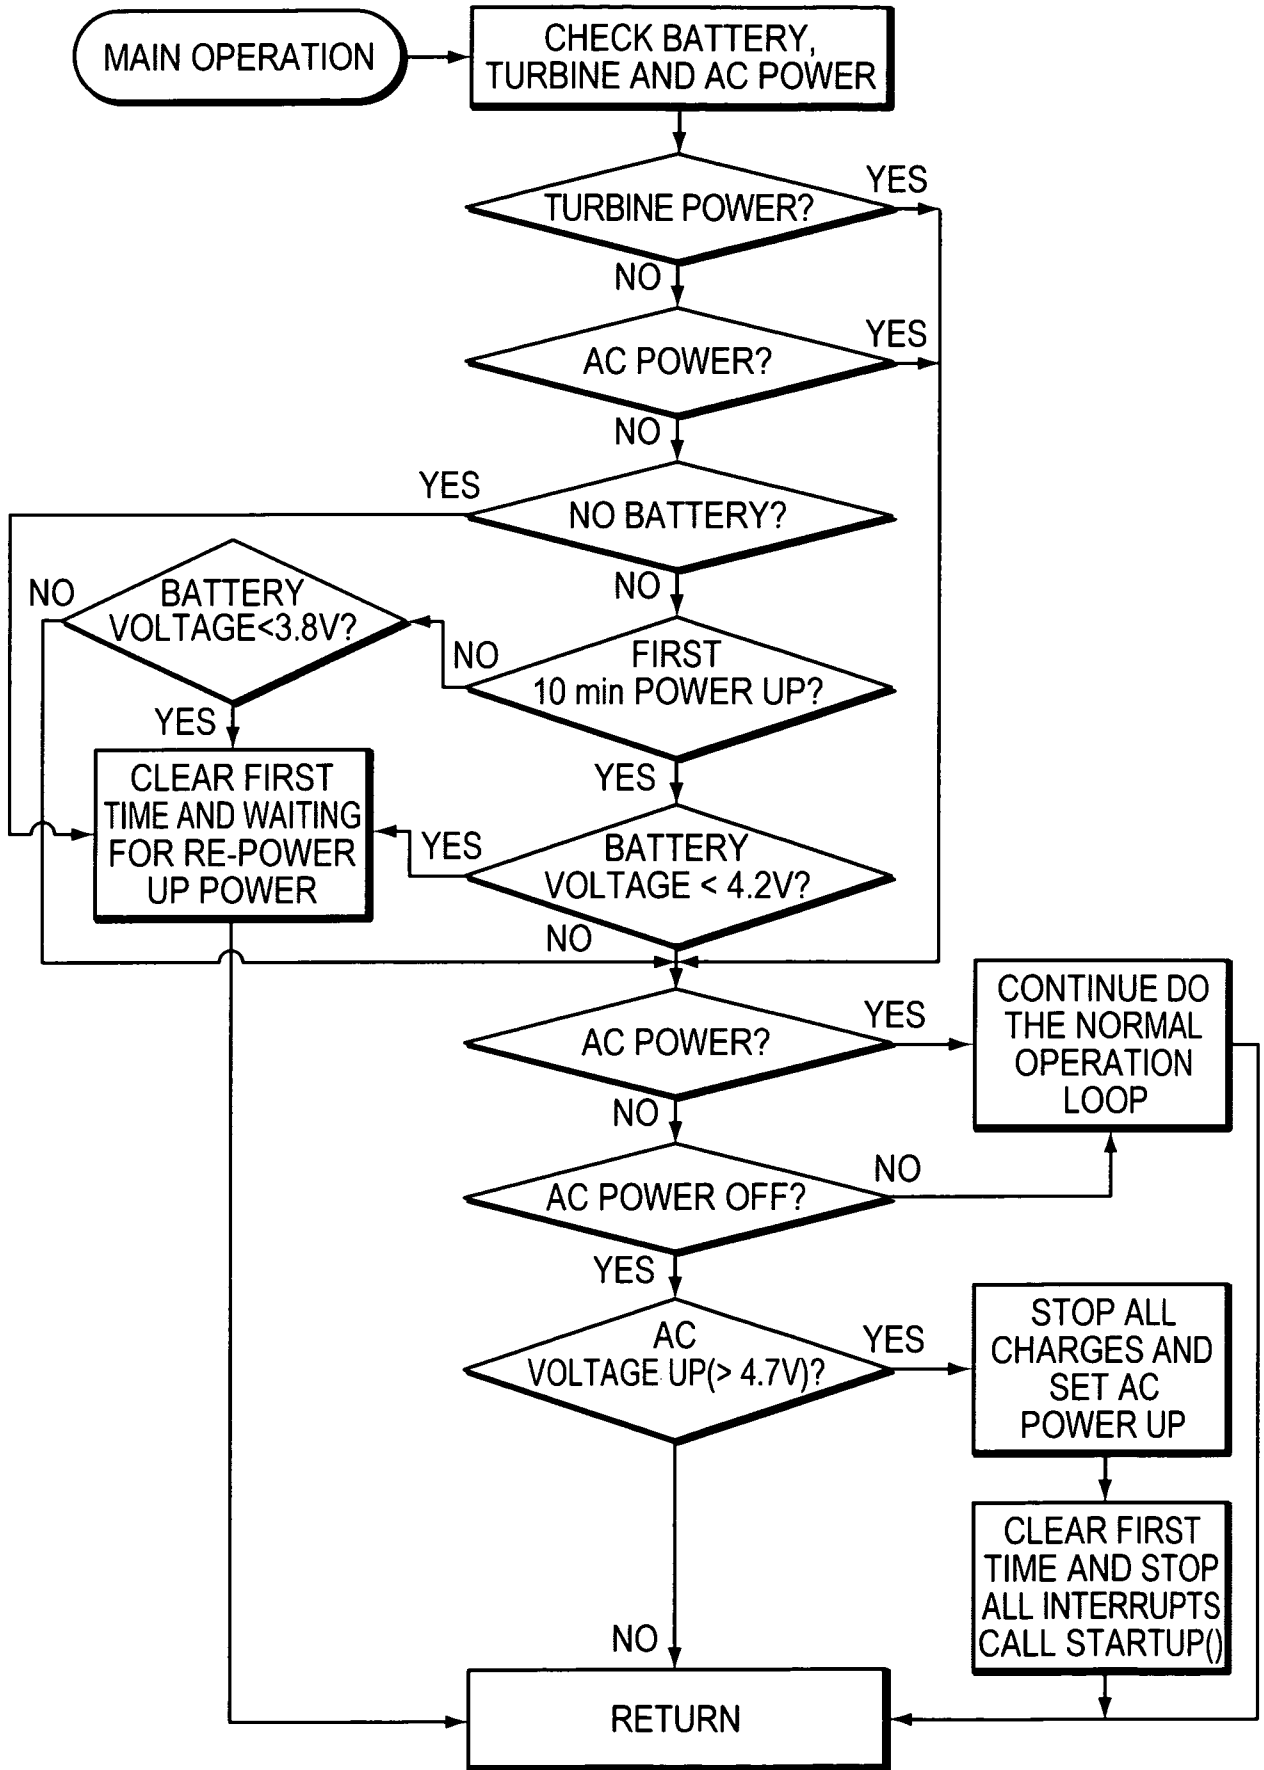 MAIN OPERATION
CHECK BATTERY,
TURBINE AND AC POWER
TURBINE POWER?
YES
NO
AC POWER?
YES
NO
NO BATTERY?
YES
NO
FIRST
10 min POWER UP?
NO
YES
BATTERY
VOLTAGE<3.8V?
NO
YES
CLEAR FIRST
TIME AND WAITING
FOR RE-POWER
UP POWER
BATTERY
VOLTAGE < 4.2V?
YES
NO
AC POWER?
YES
NO
CONTINUE DO
THE NORMAL
OPERATION
LOOP
AC POWER OFF?
NO
YES
AC
VOLTAGE UP(> 4.7V)?
YES
NO
STOP ALL
CHARGES AND
SET AC
POWER UP
CLEAR FIRST
TIME AND STOP
ALL INTERRUPTS
CALL STARTUP()
RETURN